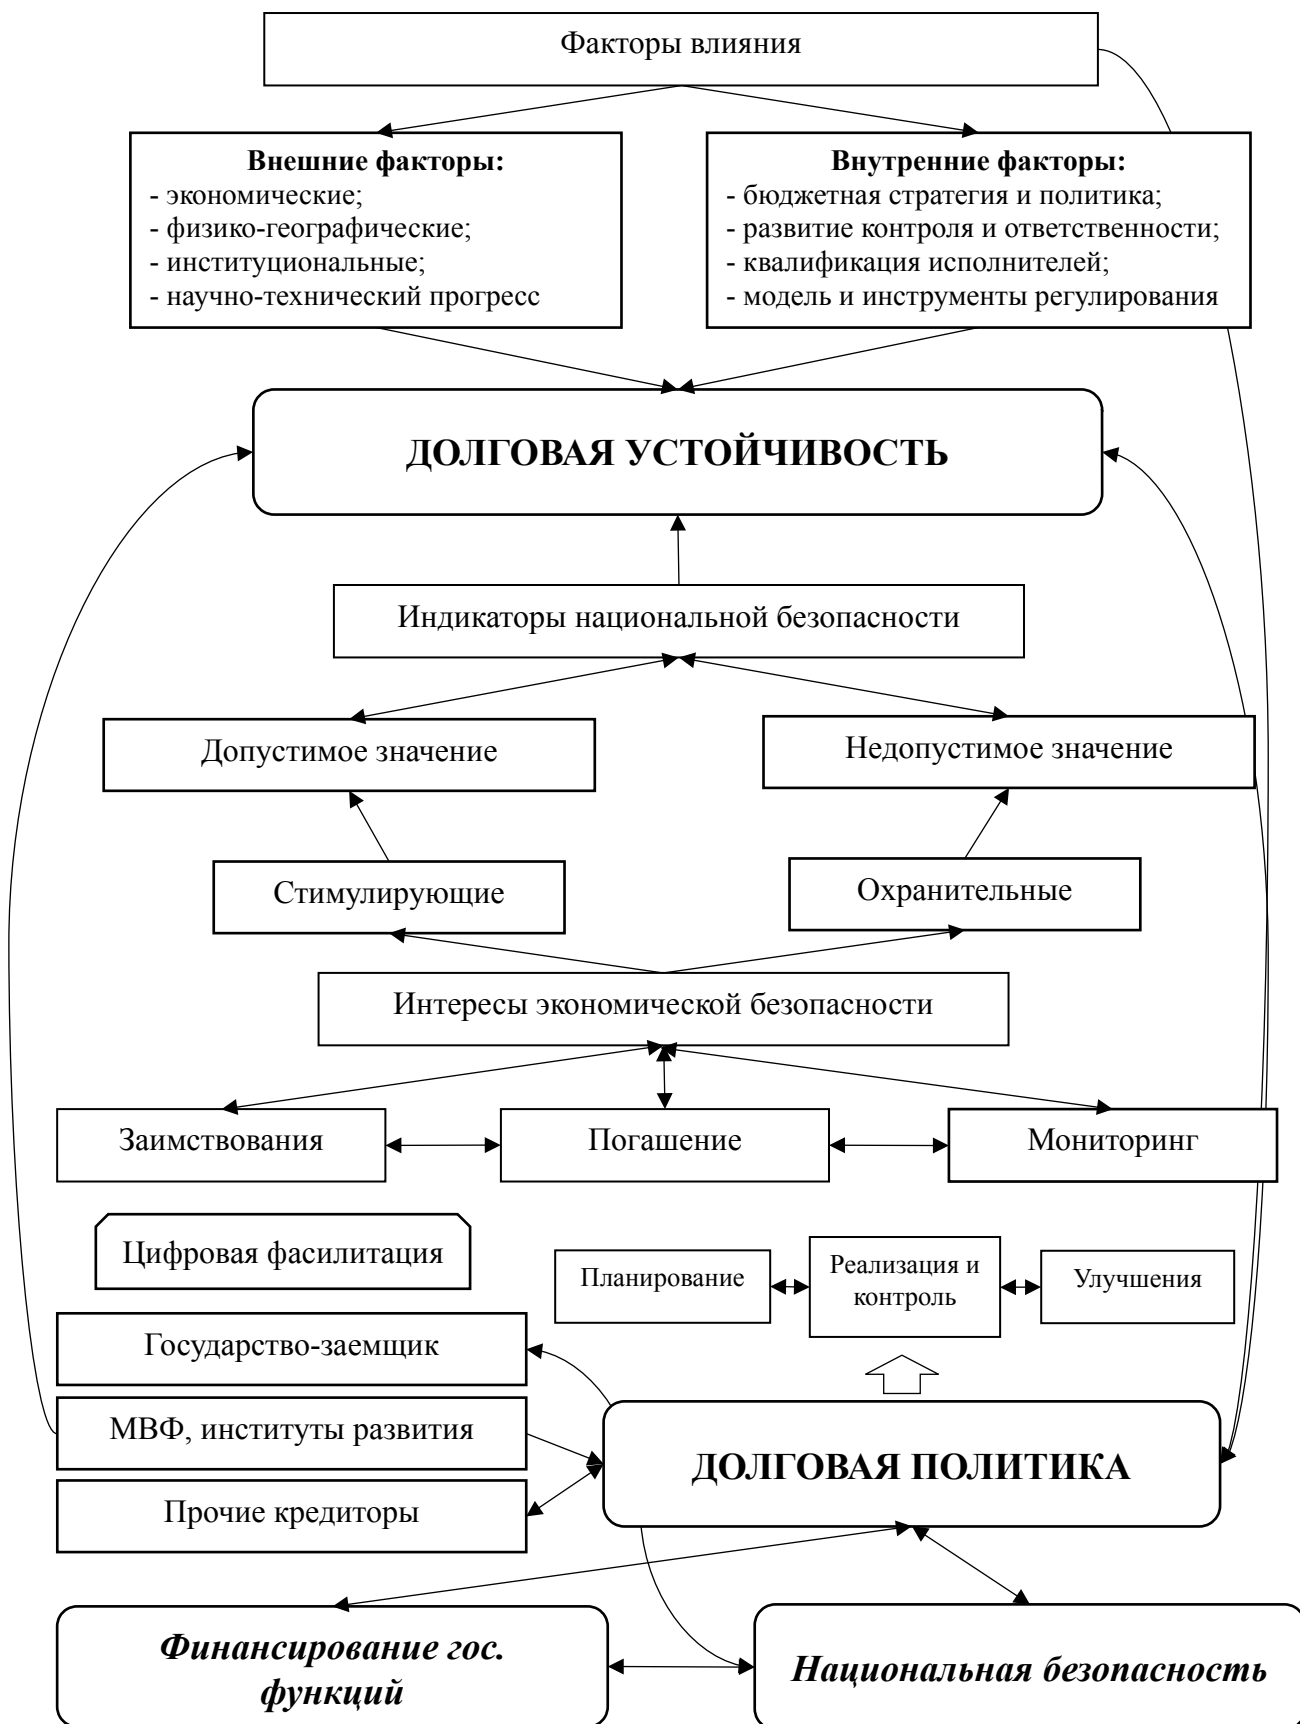 Факторы влияния
Внешние факторы:
- экономические;
- физико-географические;
- институциональные;
- научно-технический прогресс
Внутренние факторы:
- бюджетная стратегия и политика;
- развитие контроля и ответственности;
- квалификация исполнителей;
- модель и инструменты регулирования
ДОЛГОВАЯ УСТОЙЧИВОСТЬ
Индикаторы национальной безопасности
Допустимое значение
Недопустимое значение
Стимулирующие
Охранительные
Интересы экономической безопасности
Заимствования
Погашение
Мониторинг
Цифровая фасилитация
Планирование
Реализация и
контроль
Улучшения
Государство-заемщик
МВФ, институты развития
Прочие кредиторы
ДОЛГОВАЯ ПОЛИТИКА
Финансирование гос.
функций
Национальная безопасность